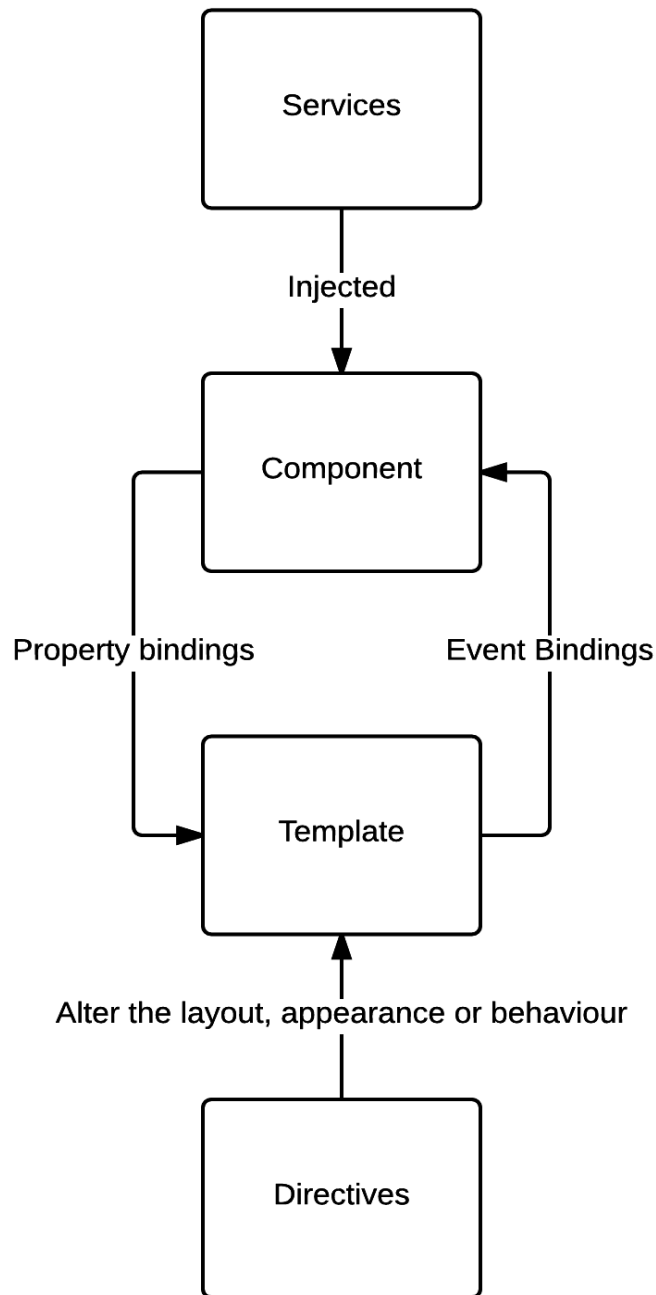 Services
Injected
Component
Property bindings
Event Bindings
Template
Alter the layout, appearance or behaviour
Directives